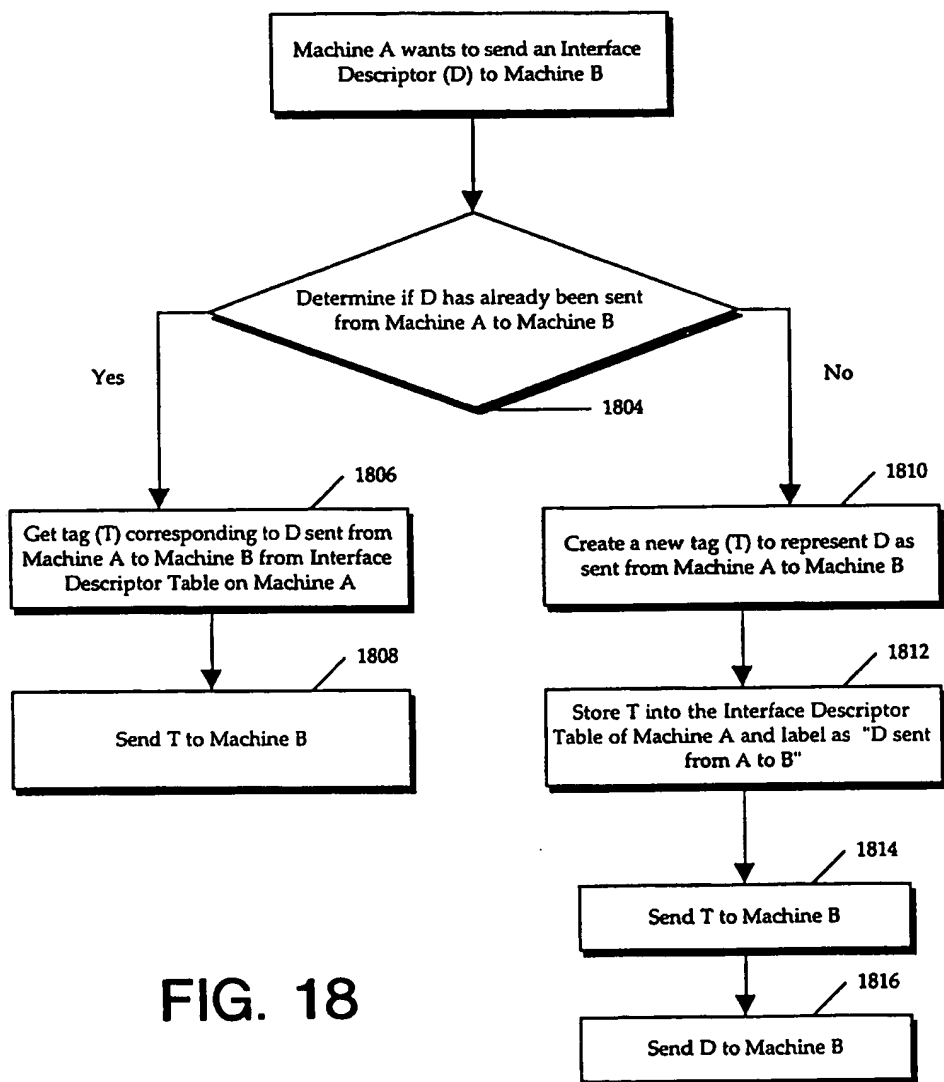 Machine A wants to send an Interface
Descriptor (D) to Machine B
Determine if D has already been sent
from Machine A to Machine B
Yes
No
1804
1806
Get tag (T) corresponding to D sent from
Machine A to Machine B from Interface
Descriptor Table on Machine A
1808
Send T to Machine B
1810
Create a new tag (T) to represent D as
sent from Machine A to Machine B
1812
Store T into the Interface Descriptor
Table of Machine A and label as "D sent
from A to B"
1814
Send T to Machine B
1816
Send D to Machine B
FIG. 18